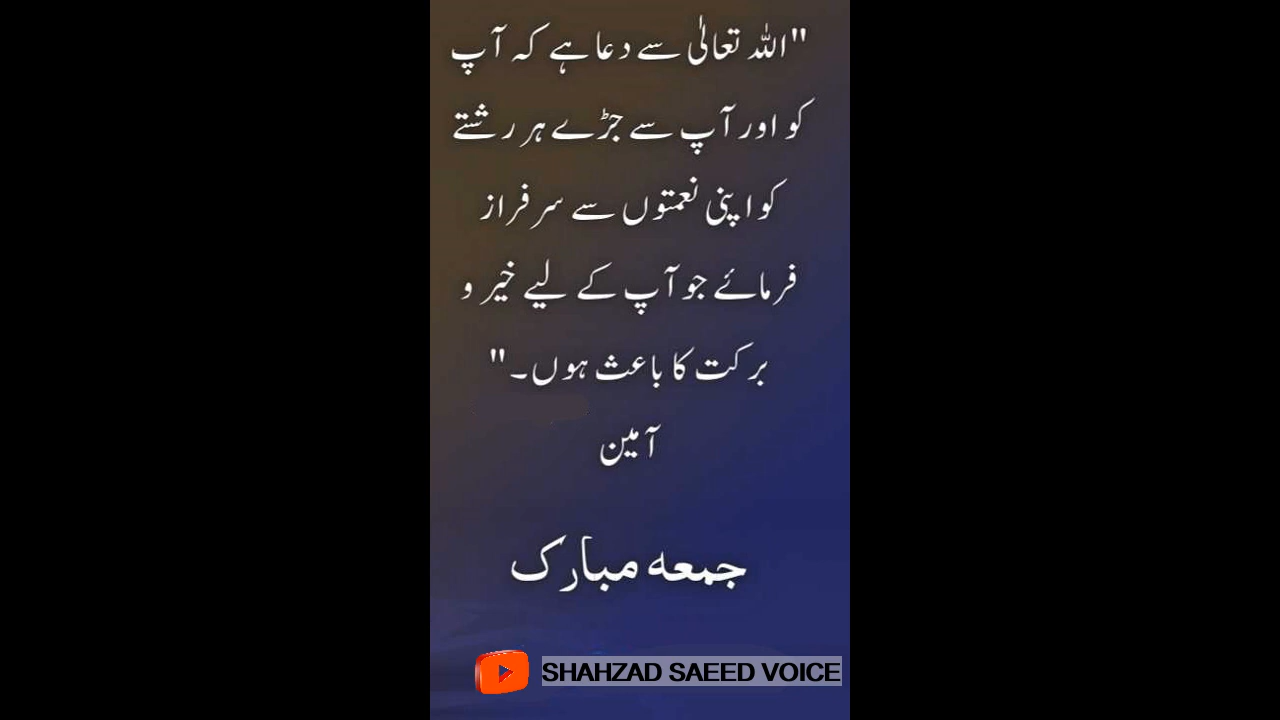 "اللہ تعالیٰ سے دعا ہے کہ آپ
کو اور آپ سے جڑے ہر رشتے
کو اپنی نعمتوں سے سرفراز
فرمائے جو آپ کے لیے خیر و
برکت کا باعث ہوں۔"
آمین
جمعہ مبارک
SHAHZAD SAEED VOICE